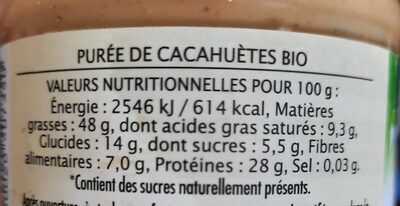 PURÉE DE CACAHUÈTES BIO
VALEURS NUTRITIONNELLES POUR 100 g :
Énergie : 2546 kJ / 614 kcal, Matières
grasses : 48 g, dont acides gras saturés : 9,3 g,
Glucides : 14 g, dont sucres : 5,5 g, Fibres
alimentaires : 7,0 g, Protéines : 28 g, Sel : 0,03 g.
*Contient des sucres naturellement présents.
Après ouverture, à